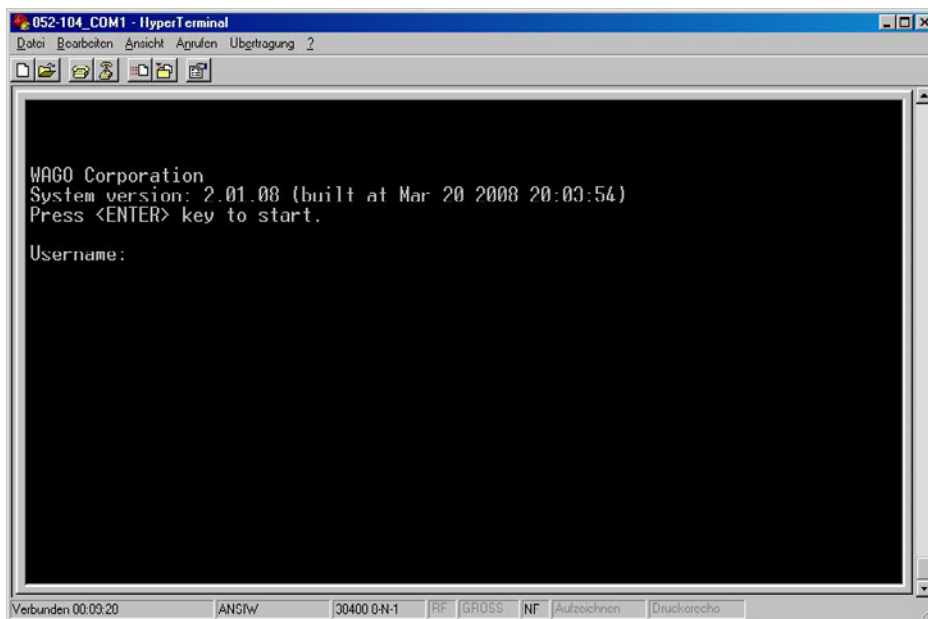 052-104_COM1 - HyperTerminal
Datei Bearbeiten Ansicht Anrufen Übertragung ?
WAGO Corporation
System version: 2.01.08 (built at Mar 20 2008 20:03:54)
Press <ENTER> key to start.
Username:
Verbunden 00:09:20 ANSIW 38400 8-N-1 RF GROSS NF Aufzeichnen Druckerecho